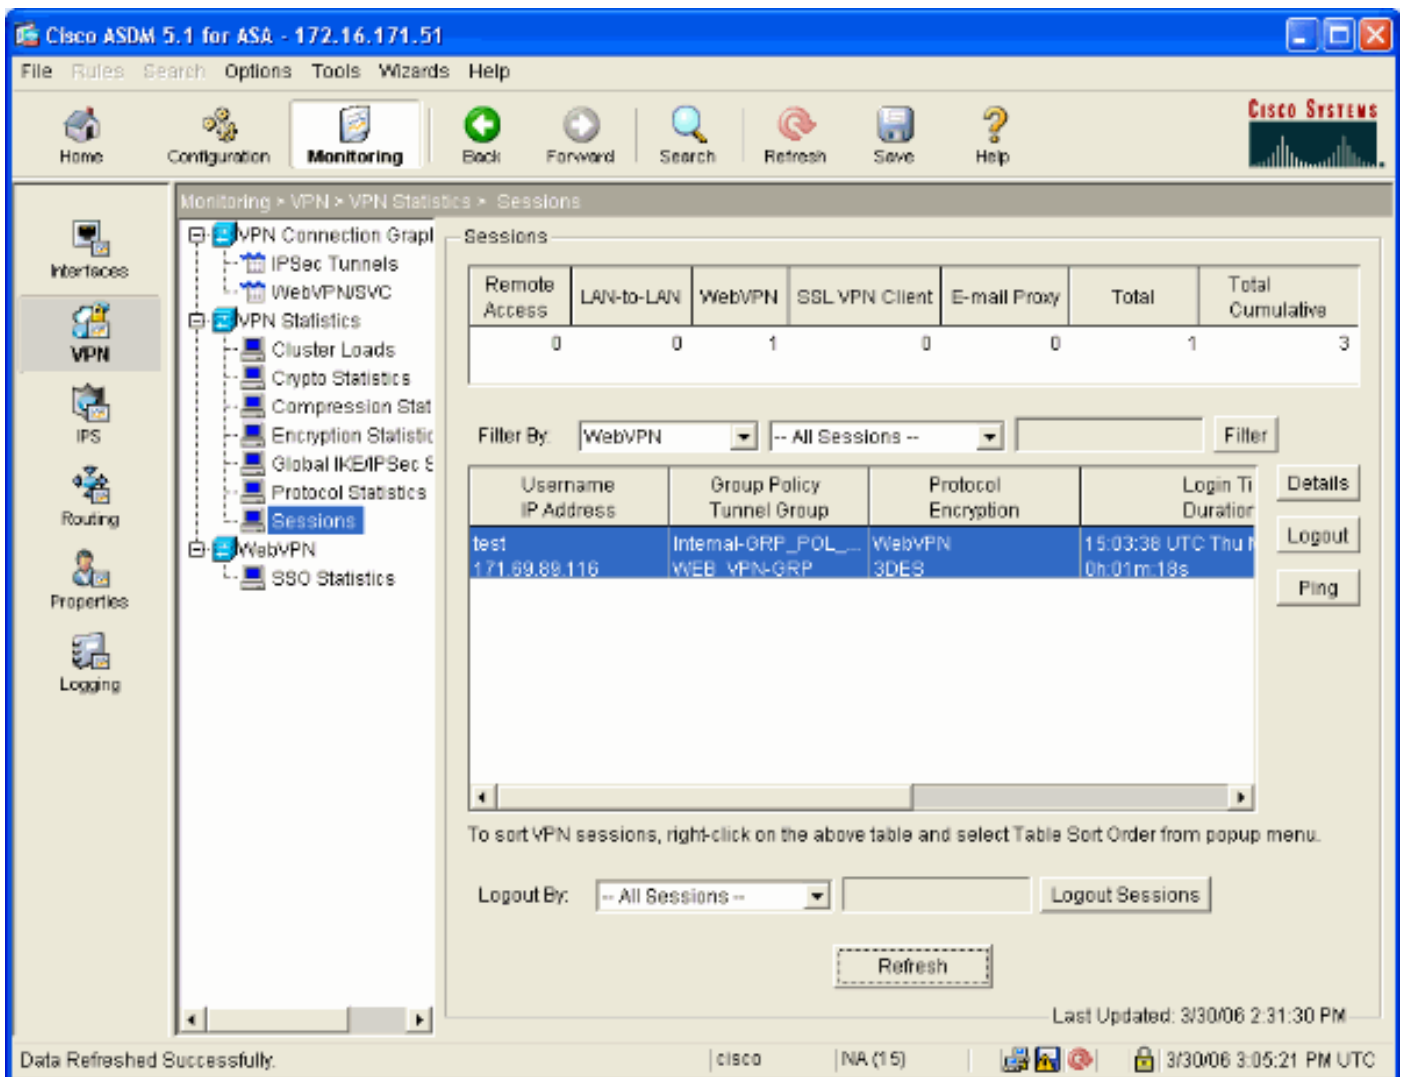 Cisco ASDM 5.1 for ASA - 172.16.171.51
File Rules Search Options Tools Wizards Help
Home Configuration Monitoring Back Forward Search Refresh Save Help
CISCO SYSTEMS
Monitoring > VPN > VPN Statistics > Sessions
Interfaces
VPN
IPS
Routing
Properties
Logging
VPN Connection Grapl
IPSec Tunnels
WebVPN/SVC
VPN Statistics
Cluster Loads
Crypto Statistics
Compression Stat
Encryption Statistic
Global IKE/IPSec S
Protocol Statistics
Sessions
WebVPN
SSO Statistics
Sessions
Remote Access LAN-to-LAN WebVPN SSL VPN Client E-mail Proxy Total Total Cumulative
0 0 1 0 0 1 3
Filter By: WebVPN -- All Sessions -- Filter
Username Group Policy Protocol Login Ti
IP Address Tunnel Group Encryption Duration
test Internal-GRP_POL_... WebVPN 15:03:38 UTC Thu M
171.69.89.116 WEB_VPN-GRP 3DES 0h:01m:18s
Details
Logout
Ping
To sort VPN sessions, right-click on the above table and select Table Sort Order from popup menu.
Logout By: -- All Sessions -- Logout Sessions
Refresh
Last Updated: 3/30/06 2:31:30 PM
Data Refreshed Successfully. cisco NA (15) 3/30/06 3:05:21 PM UTC